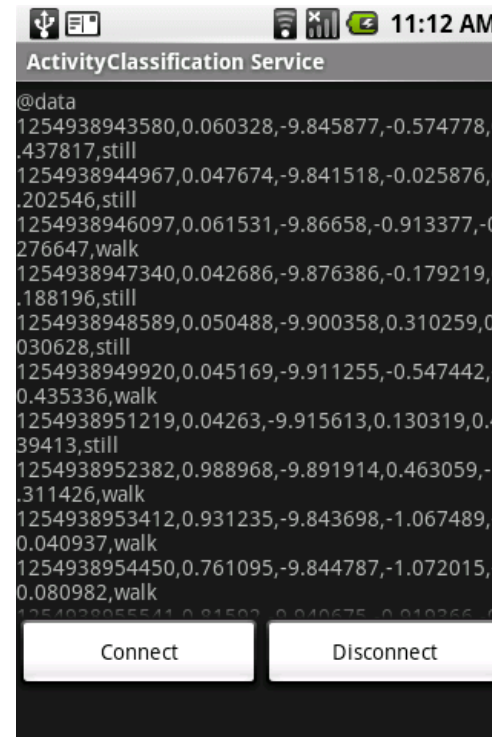 11:12 AM
ActivityClassification Service
@data
1254938943580,0.060328,-9.845877,-0.574778,
.437817,still
1254938944967,0.047674,-9.841518,-0.025876,
.202546,still
1254938946097,0.061531,-9.86658,-0.913377,-0
276647,walk
1254938947340,0.042686,-9.876386,-0.179219,
.188196,still
1254938948589,0.050488,-9.900358,0.310259,0
030628,still
1254938949920,0.045169,-9.911255,-0.547442,
0.435336,walk
1254938951219,0.04263,-9.915613,0.130319,0.4
39413,still
1254938952382,0.988968,-9.891914,0.463059,-
.311426,walk
1254938953412,0.931235,-9.843698,-1.067489,
0.040937,walk
1254938954450,0.761095,-9.844787,-1.072015,
0.080982,walk
Connect Disconnect